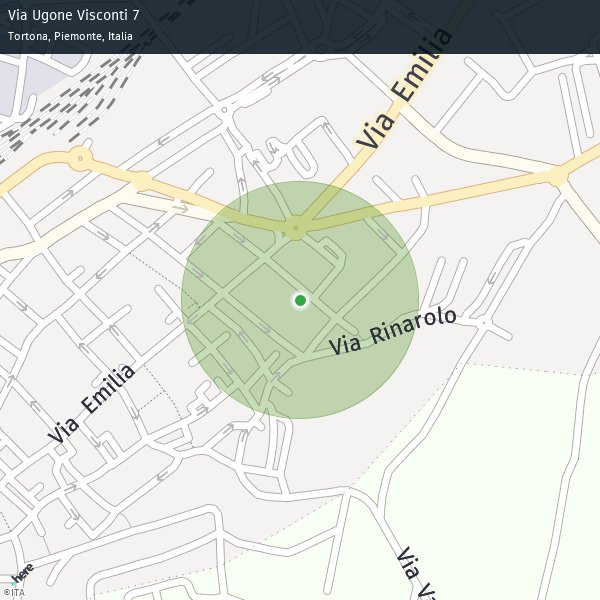 Via Ugone Visconti 7
Tortona, Piemonte, Italia
Via Emilia
Via Rinarolo
Via Emilia
Via
here
©ITA